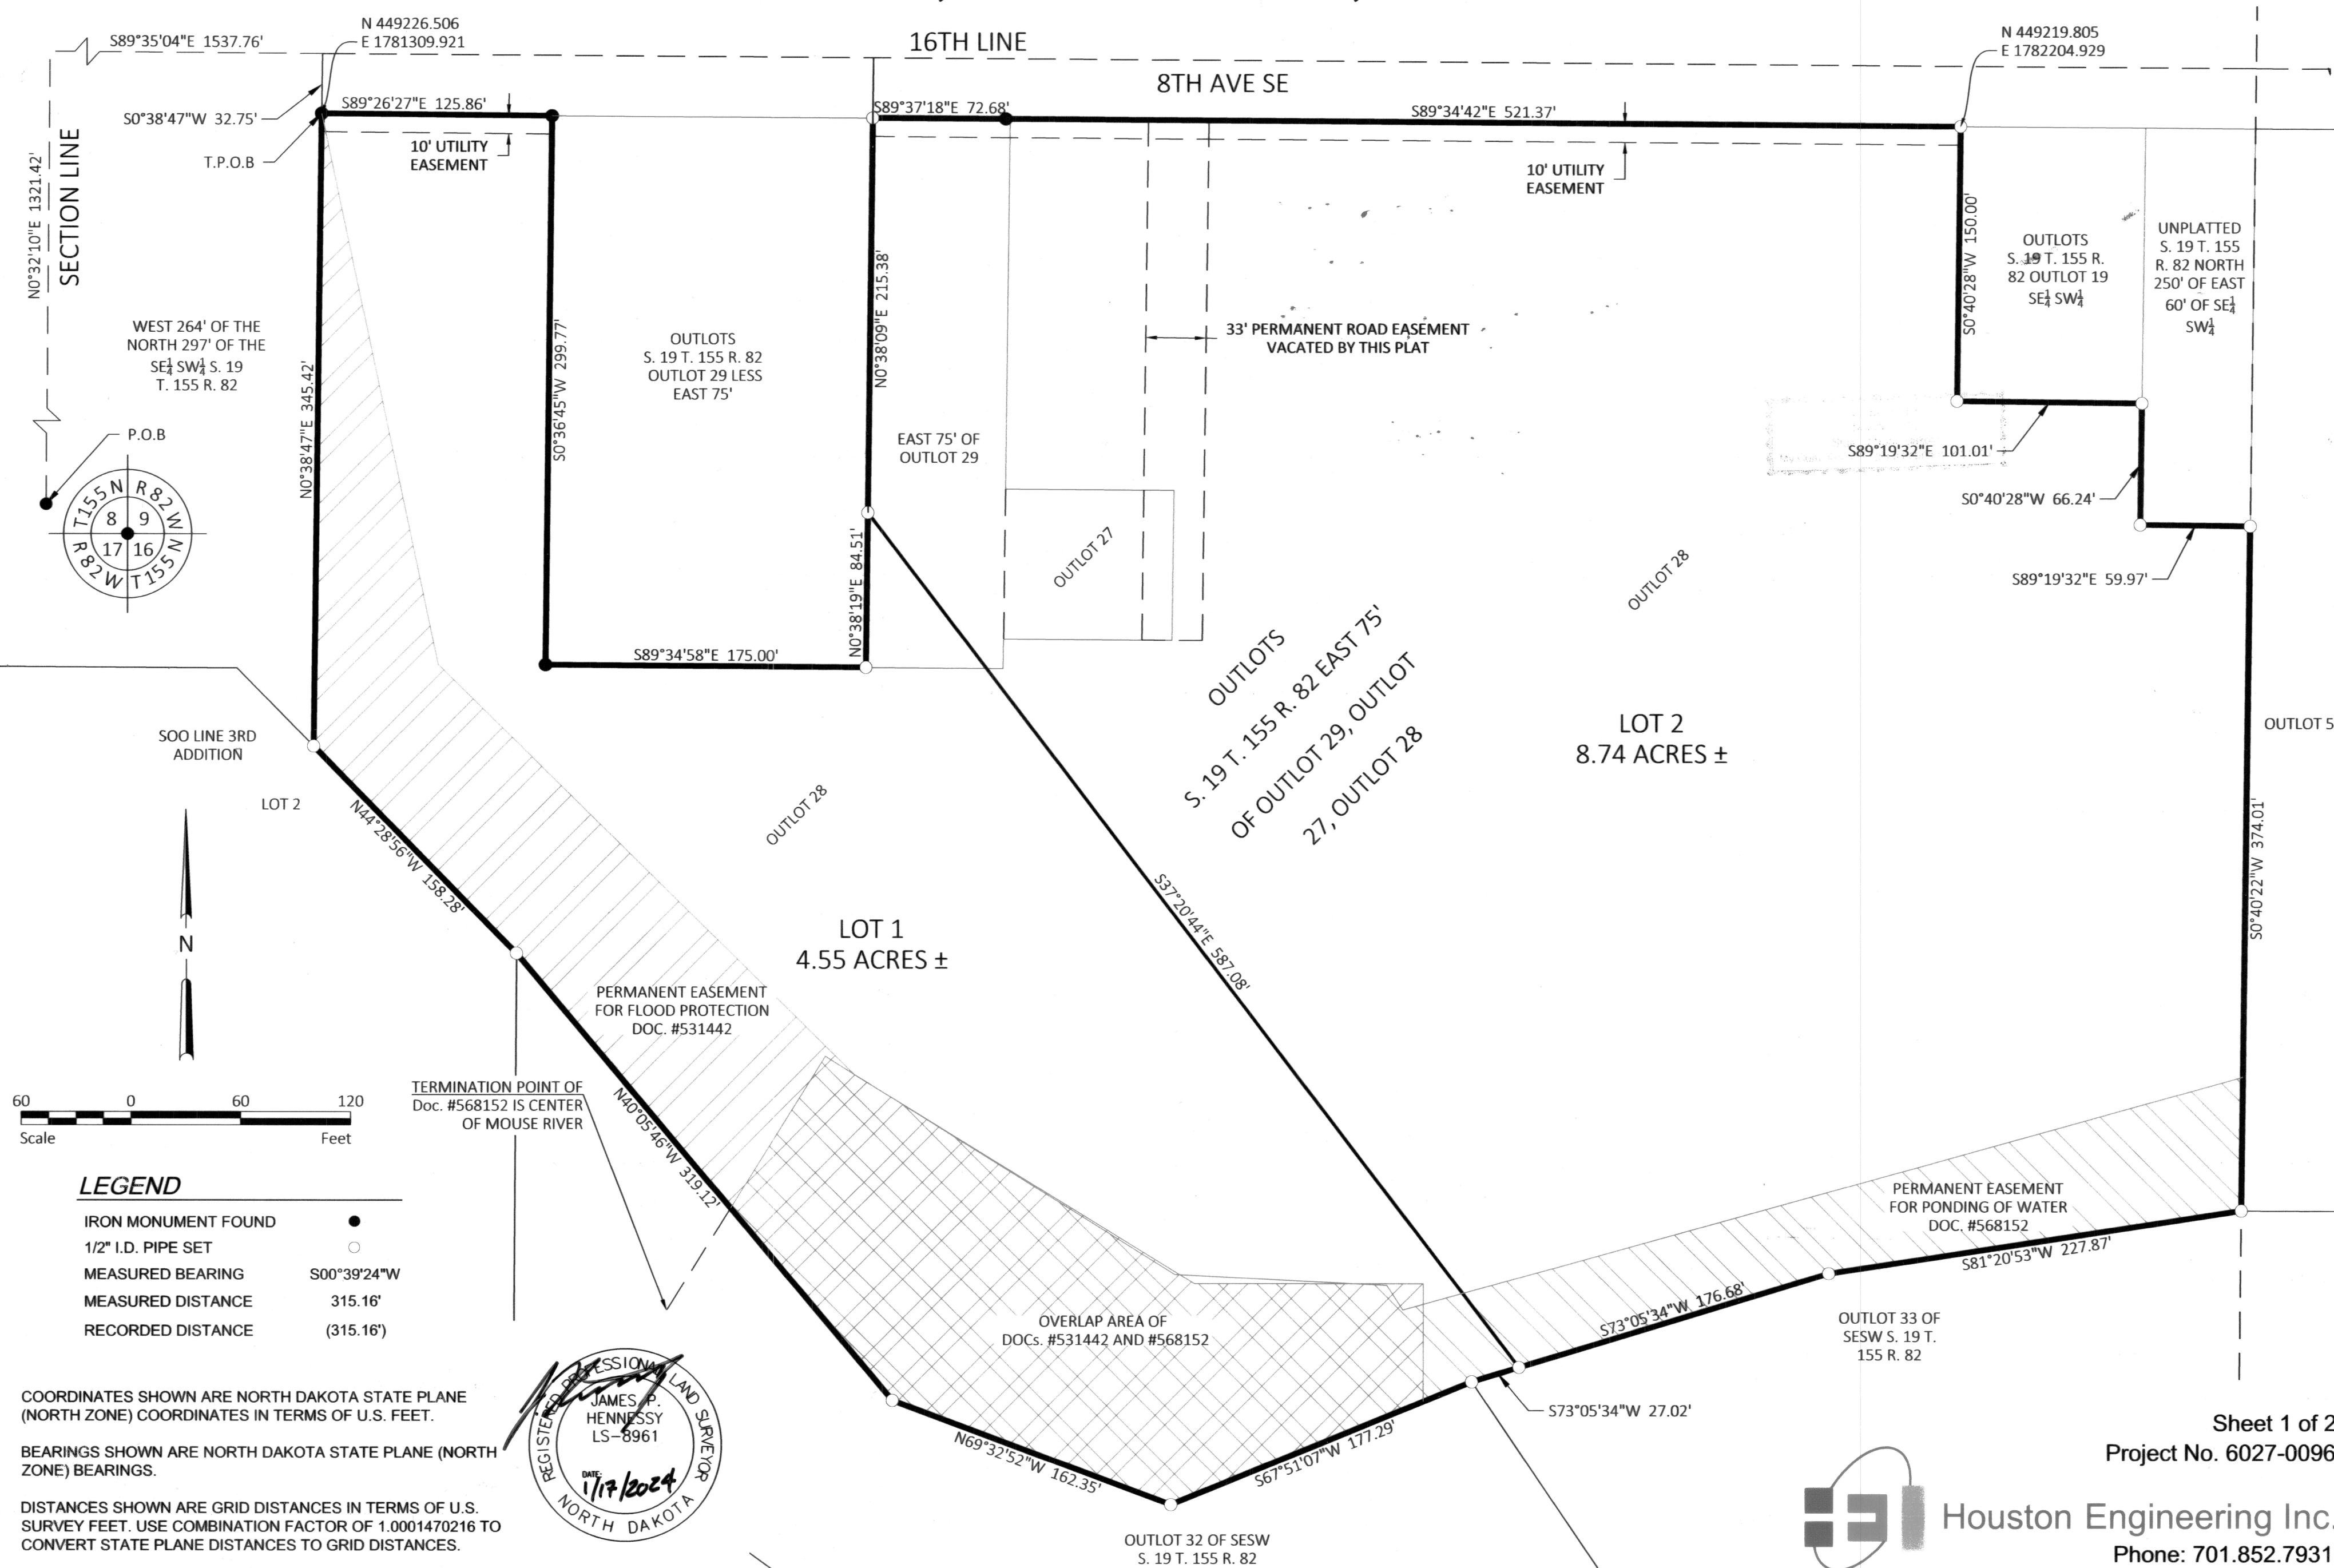 N 449226.506
E 1781309.921
S89°35'04"E 1537.76'
16TH LINE
8TH AVE SE
N 449219.805
E 1782204.929
S0°38'47"W 32.75'
S89°26'27"E 125.86'
S89°37'18"E 72.68'
S89°34'42"E 521.37'
T.P.O.B
10' UTILITY
EASEMENT
10' UTILITY
EASEMENT
N0°32'10"E 1321.42'
SECTION LINE
WEST 264' OF THE
NORTH 297' OF THE
SE¼ SW¼ S. 19
T. 155 R. 82
N0°38'47"E 345.42'
S0°36'45"W 299.77'
OUTLOTS
S. 19 T. 155 R. 82
OUTLOT 29 LESS
EAST 75'
N0°38'09"E 215.38'
EAST 75' OF
OUTLOT 29
33' PERMANENT ROAD EASEMENT
VACATED BY THIS PLAT
S0°40'28"W 150.00'
OUTLOTS
S. 19 T. 155 R.
82 OUTLOT 19
SE¼ SW¼
UNPLATTED
S. 19 T. 155
R. 82 NORTH
250' OF EAST
60' OF SE¼
SW¼
S89°19'32"E 101.01'
S0°40'28"W 66.24'
S89°19'32"E 59.97'
P.O.B
T155N R82W
8 9
17 16
R82W T155N
OUTLOT 27
OUTLOT 28
N0°38'19"E 84.51'
S89°34'58"E 175.00'
OUTLOTS
S. 19 T. 155 R. 82 EAST 75'
OF OUTLOT 29, OUTLOT
27, OUTLOT 28
LOT 2
8.74 ACRES ±
OUTLOT 5
SOO LINE 3RD
ADDITION
LOT 2
N44°28'56"W 158.28'
OUTLOT 28
S37°20'44"E 587.08'
S0°40'22"W 374.01'
LOT 1
4.55 ACRES ±
N
PERMANENT EASEMENT
FOR FLOOD PROTECTION
DOC. #531442
60 0 60 120
Scale Feet
TERMINATION POINT OF
Doc. #568152 IS CENTER
OF MOUSE RIVER
N40°05'46"W 319.12'
PERMANENT EASEMENT
FOR PONDING OF WATER
DOC. #568152
S81°20'53"W 227.87'
S73°05'34"W 176.68'
LEGEND
IRON MONUMENT FOUND
1/2" I.D. PIPE SET
MEASURED BEARING S00°39'24"W
MEASURED DISTANCE 315.16'
RECORDED DISTANCE (315.16')
OVERLAP AREA OF
DOCs. #531442 AND #568152
OUTLOT 33 OF
SESW S. 19 T.
155 R. 82
S73°05'34"W 27.02'
N69°32'52"W 162.35'
S67°51'07"W 177.29'
OUTLOT 32 OF SESW
S. 19 T. 155 R. 82
COORDINATES SHOWN ARE NORTH DAKOTA STATE PLANE
(NORTH ZONE) COORDINATES IN TERMS OF U.S. FEET.
BEARINGS SHOWN ARE NORTH DAKOTA STATE PLANE (NORTH
ZONE) BEARINGS.
DISTANCES SHOWN ARE GRID DISTANCES IN TERMS OF U.S.
SURVEY FEET. USE COMBINATION FACTOR OF 1.0001470216 TO
CONVERT STATE PLANE DISTANCES TO GRID DISTANCES.
REGISTERED PROFESSIONAL LAND SURVEYOR
JAMES P.
HENNESSY
LS-8961
DATE:
1/17/2024
NORTH DAKOTA
Sheet 1 of 2
Project No. 6027-0096
Houston Engineering Inc.
Phone: 701.852.7931